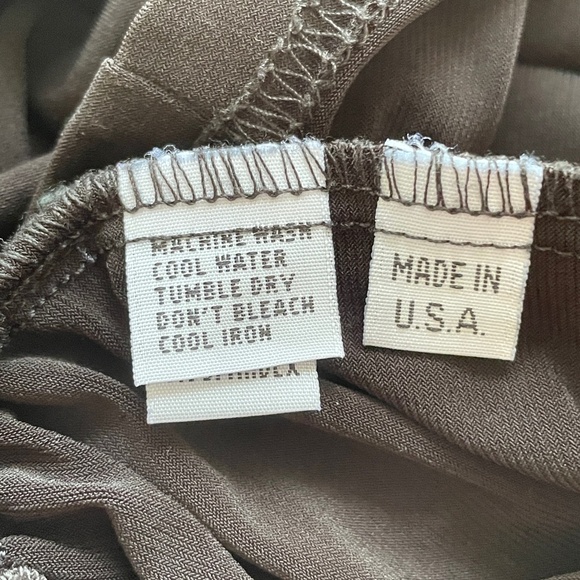 MACHINE WASH
COOL WATER
TUMBLE DRY
DON'T BLEACH
COOL IRON
MADE IN
U.S.A.